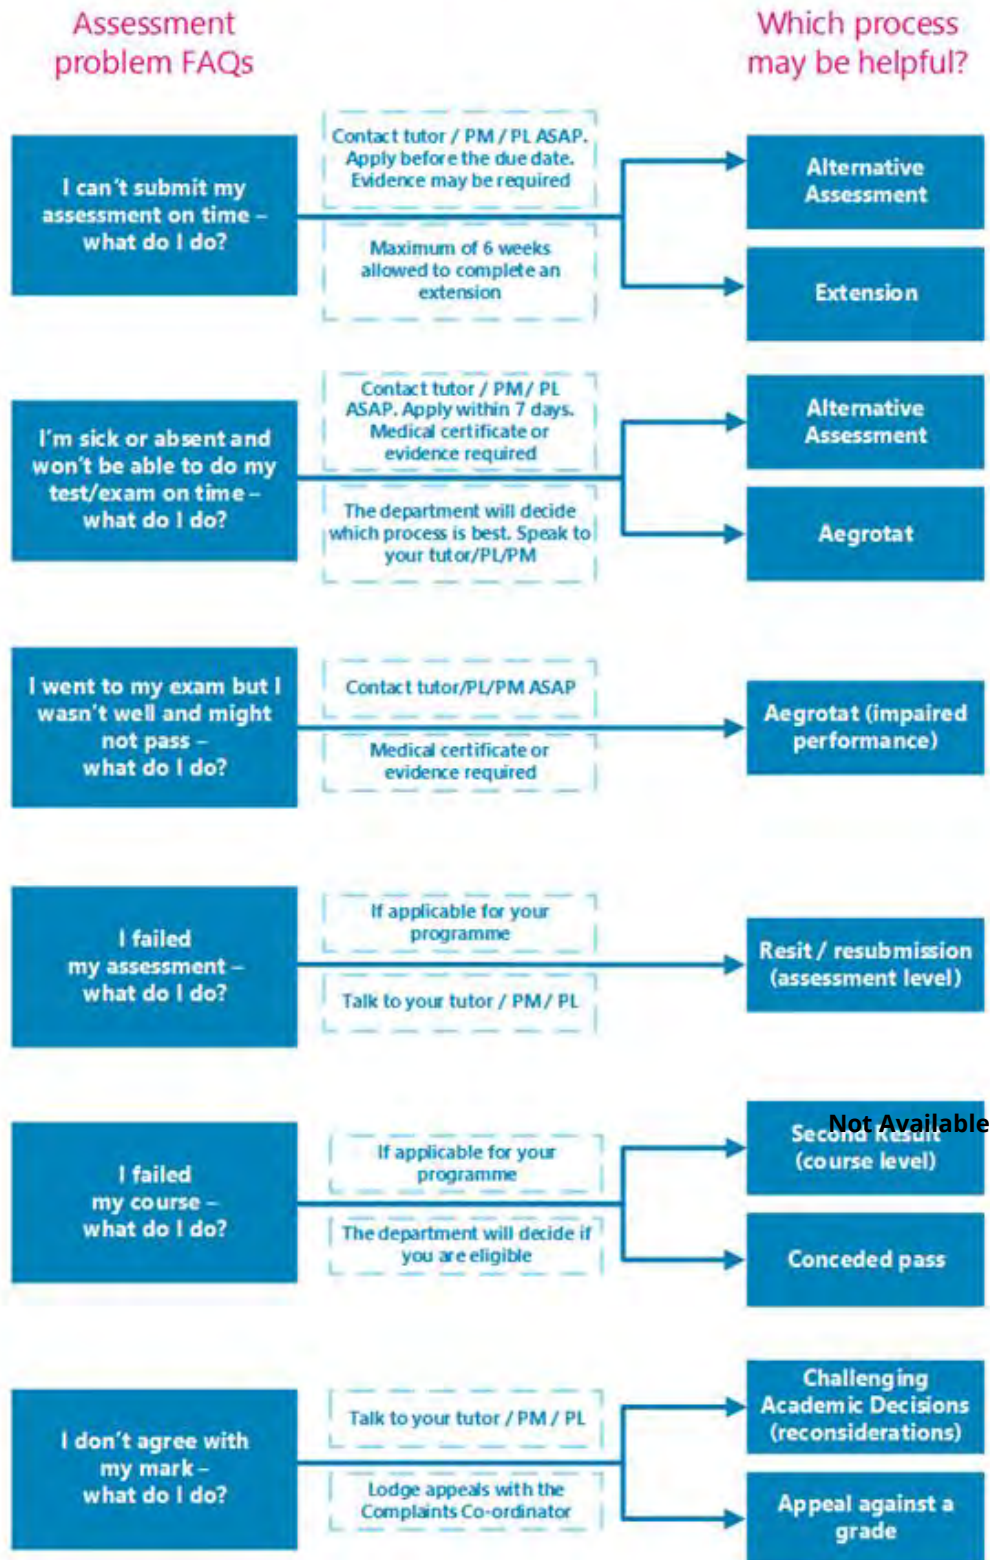 Assessment
problem FAQs
Which process
may be helpful?
I can't submit my
assessment on time –
what do I do?
Contact tutor / PM / PL ASAP.
Apply before the due date.
Evidence may be required
Maximum of 6 weeks
allowed to complete an
extension
Alternative
Assessment
Extension
I'm sick or absent and
won't be able to do my
test/exam on time –
what do I do?
Contact tutor / PM / PL
ASAP. Apply within 7 days.
Medical certificate or
evidence required
The department will decide
which process is best. Speak to
your tutor/PL/PM
Alternative
Assessment
Aegrotat
I went to my exam but I
wasn't well and might
not pass –
what do I do?
Contact tutor/PL/PM ASAP
Medical certificate or
evidence required
Aegrotat (impaired
performance)
I failed
my assessment –
what do I do?
If applicable for your
programme
Talk to your tutor / PM / PL
Resit / resubmission
(assessment level)
I failed
my course –
what do I do?
If applicable for your
programme
The department will decide if
you are eligible
Not Available
Second Result
(course level)
Conceded pass
I don't agree with
my mark –
what do I do?
Talk to your tutor / PM / PL
Lodge appeals with the
Complaints Co-ordinator
Challenging
Academic Decisions
(reconsiderations)
Appeal against a
grade